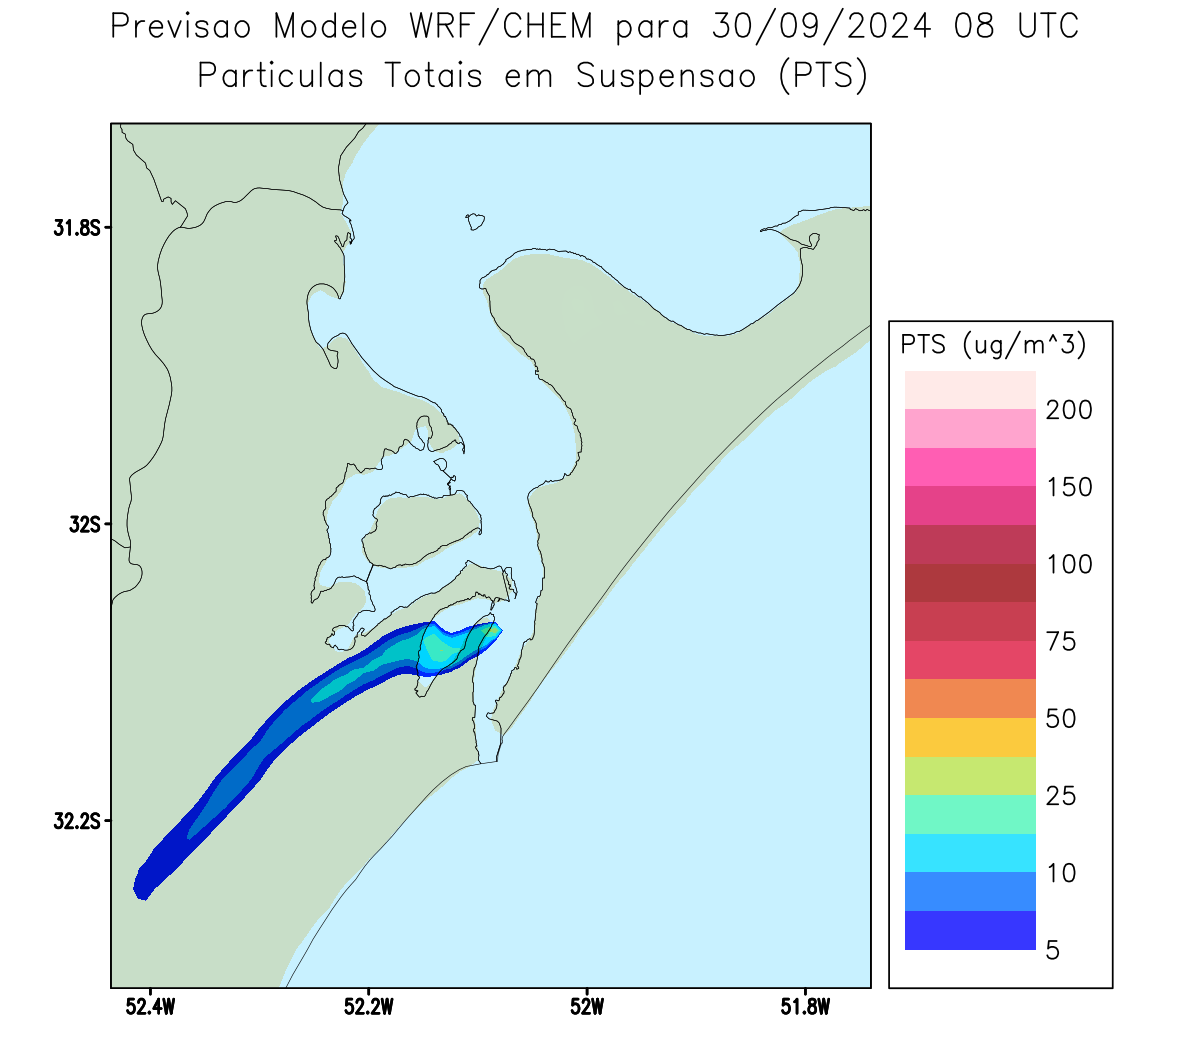 Previsao Modelo WRF/CHEM para 30/09/2024 08 UTC
Particulas Totais em Suspensao (PTS)
31.8S
32S
32.2S
52.4W
52.2W
52W
51.8W
PTS (ug/m^3)
200
150
100
75
50
25
10
5